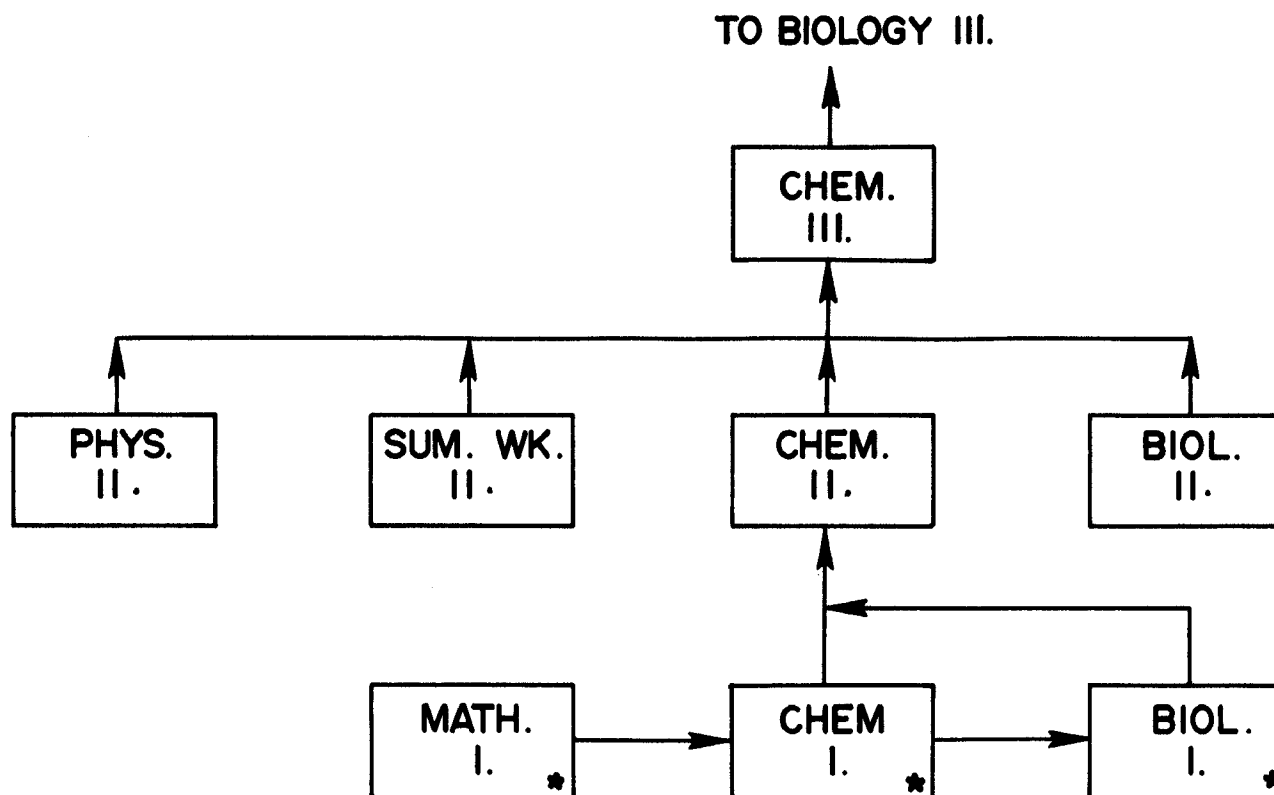 TO BIOLOGY III.
CHEM.
III.
PHYS.
II.
SUM. WK.
II.
CHEM.
II.
BIOL.
II.
MATH.
I.
*
CHEM
I.
*
BIOL.
I.
*